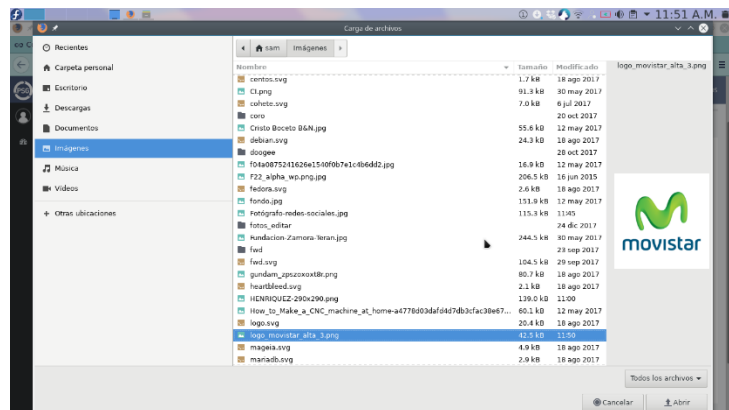 11:51 A.M.
Carga de archivos
Recientes
Carpeta personal
Escritorio
Descargas
Documentos
Imágenes
Música
Vídeos
+ Otras ubicaciones
sam Imágenes
Nombre Tamaño Modificado
centos.svg 1.7 kB 18 ago 2017
CI.png 91.3 kB 30 may 2017
cohete.svg 7.0 kB 6 jul 2017
coro 20 oct 2017
Cristo Boceto B&N.jpg 55.6 kB 12 may 2017
debian.svg 24.3 kB 18 ago 2017
doogee 28 oct 2017
f04a0875241626e1540f0b7e1c4b6dd2.jpg 16.9 kB 12 may 2017
F22_alpha_wp.png.jpg 206.5 kB 16 jun 2015
fedora.svg 2.6 kB 18 ago 2017
fondo.jpg 151.9 kB 12 may 2017
Fotógrafo-redes-sociales.jpg 115.3 kB 11:45
fotos_editar 24 dic 2017
Fundacion-Zamora-Teran.jpg 244.5 kB 30 may 2017
fwd 23 sep 2017
fwd.svg 104.5 kB 29 sep 2017
gundam_zpszoxoxt8r.png 80.7 kB 18 ago 2017
heartbleed.svg 2.1 kB 18 ago 2017
HENRIQUEZ-290x290.png 139.0 kB 11:00
How_to_Make_a_CNC_machine_at_home-a4778d03dafd4d7db3cfac38e67... 60.1 kB 12 may 2017
logo.svg 20.4 kB 18 ago 2017
logo_movistar_alta_3.png 42.5 kB 11:50
mageia.svg 4.9 kB 18 ago 2017
mariadb.svg 2.9 kB 18 ago 2017
logo_movistar_alta_3.png
movistar
Todos los archivos
Cancelar
Abrir